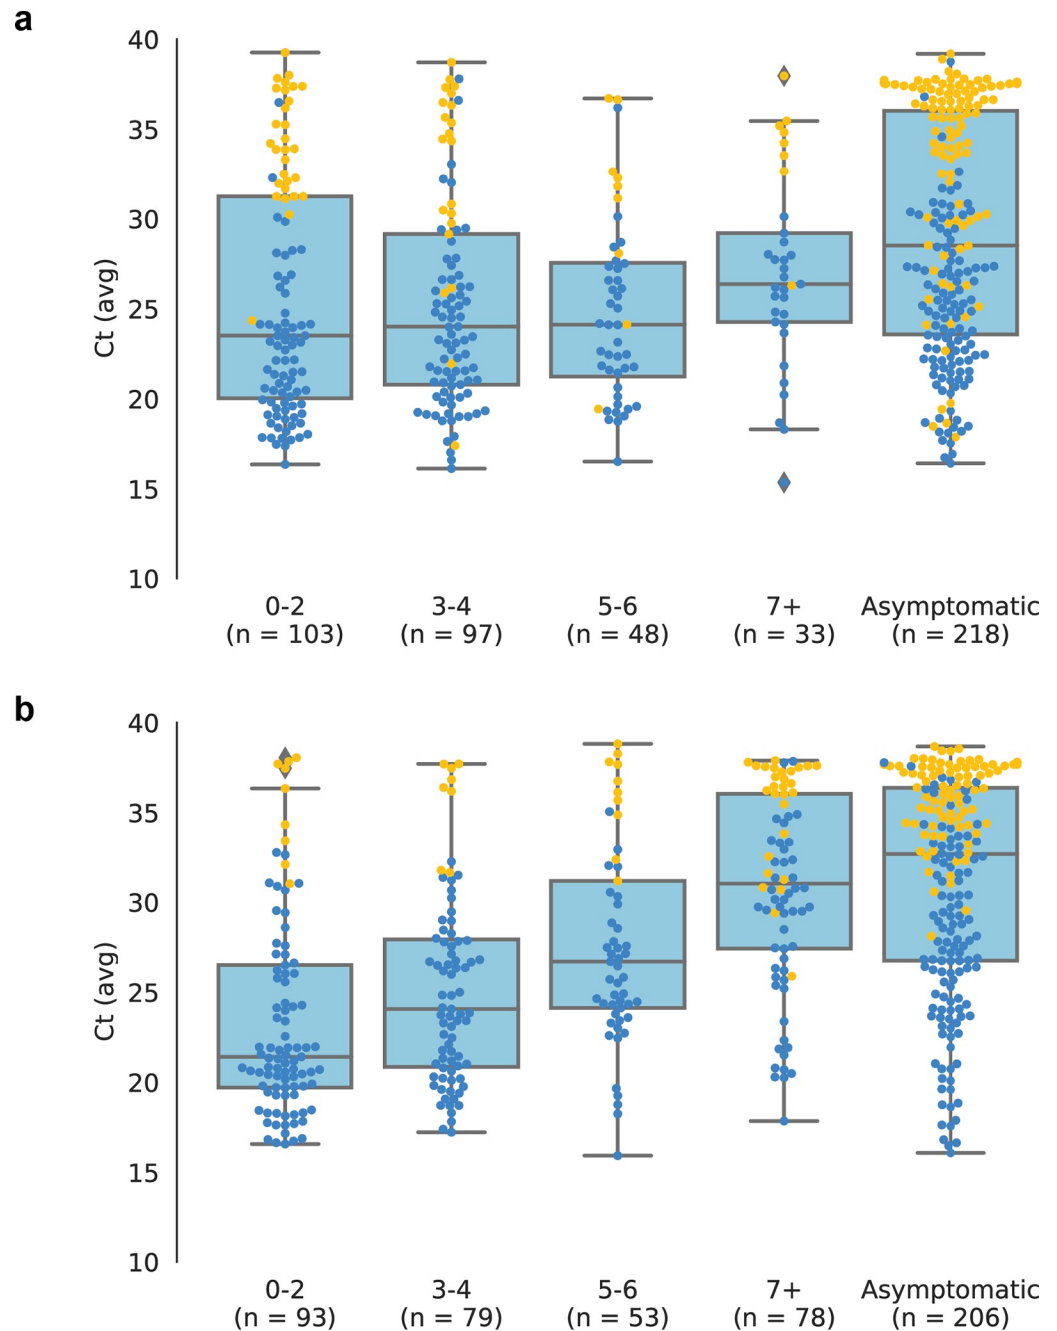 a
40
35
30
25
20
15
10
Ct (avg)
0-2 3-4 5-6 7+ Asymptomatic
(n = 103) (n = 97) (n = 48) (n = 33) (n = 218)
b
40
35
30
25
20
15
10
Ct (avg)
0-2 3-4 5-6 7+ Asymptomatic
(n = 93) (n = 79) (n = 53) (n = 78) (n = 206)